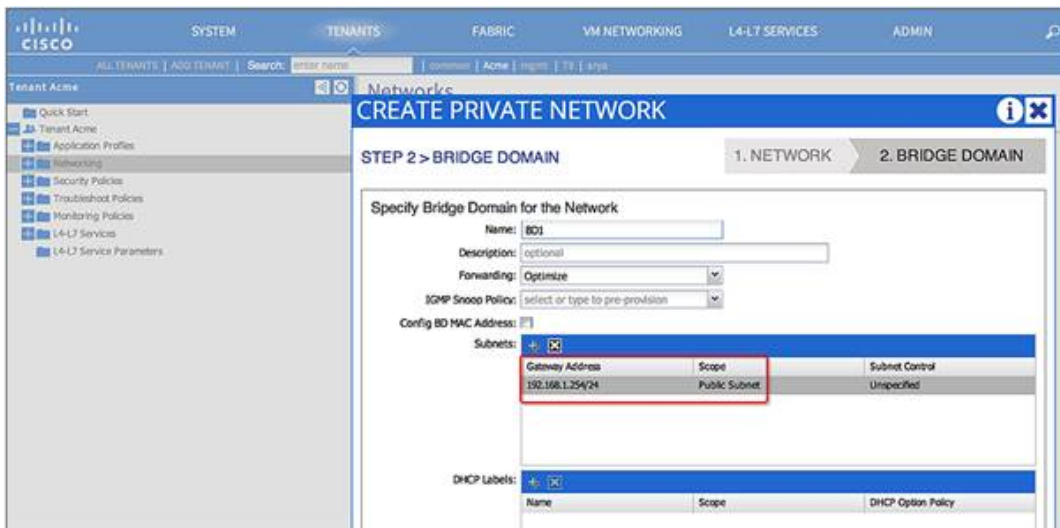 CISCO
SYSTEM TENANTS FABRIC VM NETWORKING L4-L7 SERVICES ADMIN
ALL TENANTS | ADD TENANT | Search: enter name | common | Acme | mgmt |
Tenant Acme
Networks
Quick Start
Tenant Acme
Application Profiles
Networking
Security Policies
Troubleshoot Policies
Monitoring Policies
L4-L7 Services
L4-L7 Service Parameters
CREATE PRIVATE NETWORK
STEP 2 > BRIDGE DOMAIN
1. NETWORK
2. BRIDGE DOMAIN
Specify Bridge Domain for the Network
Name: BD1
Description: optional
Forwarding: Optimize
IGMP Snoop Policy: select or type to pre-provision
Config BD MAC Address:
Subnets:
Gateway Address Scope Subnet Control
192.168.1.254/24 Public Subnet Unspecified
DHCP Labels:
Name Scope DHCP Option Policy